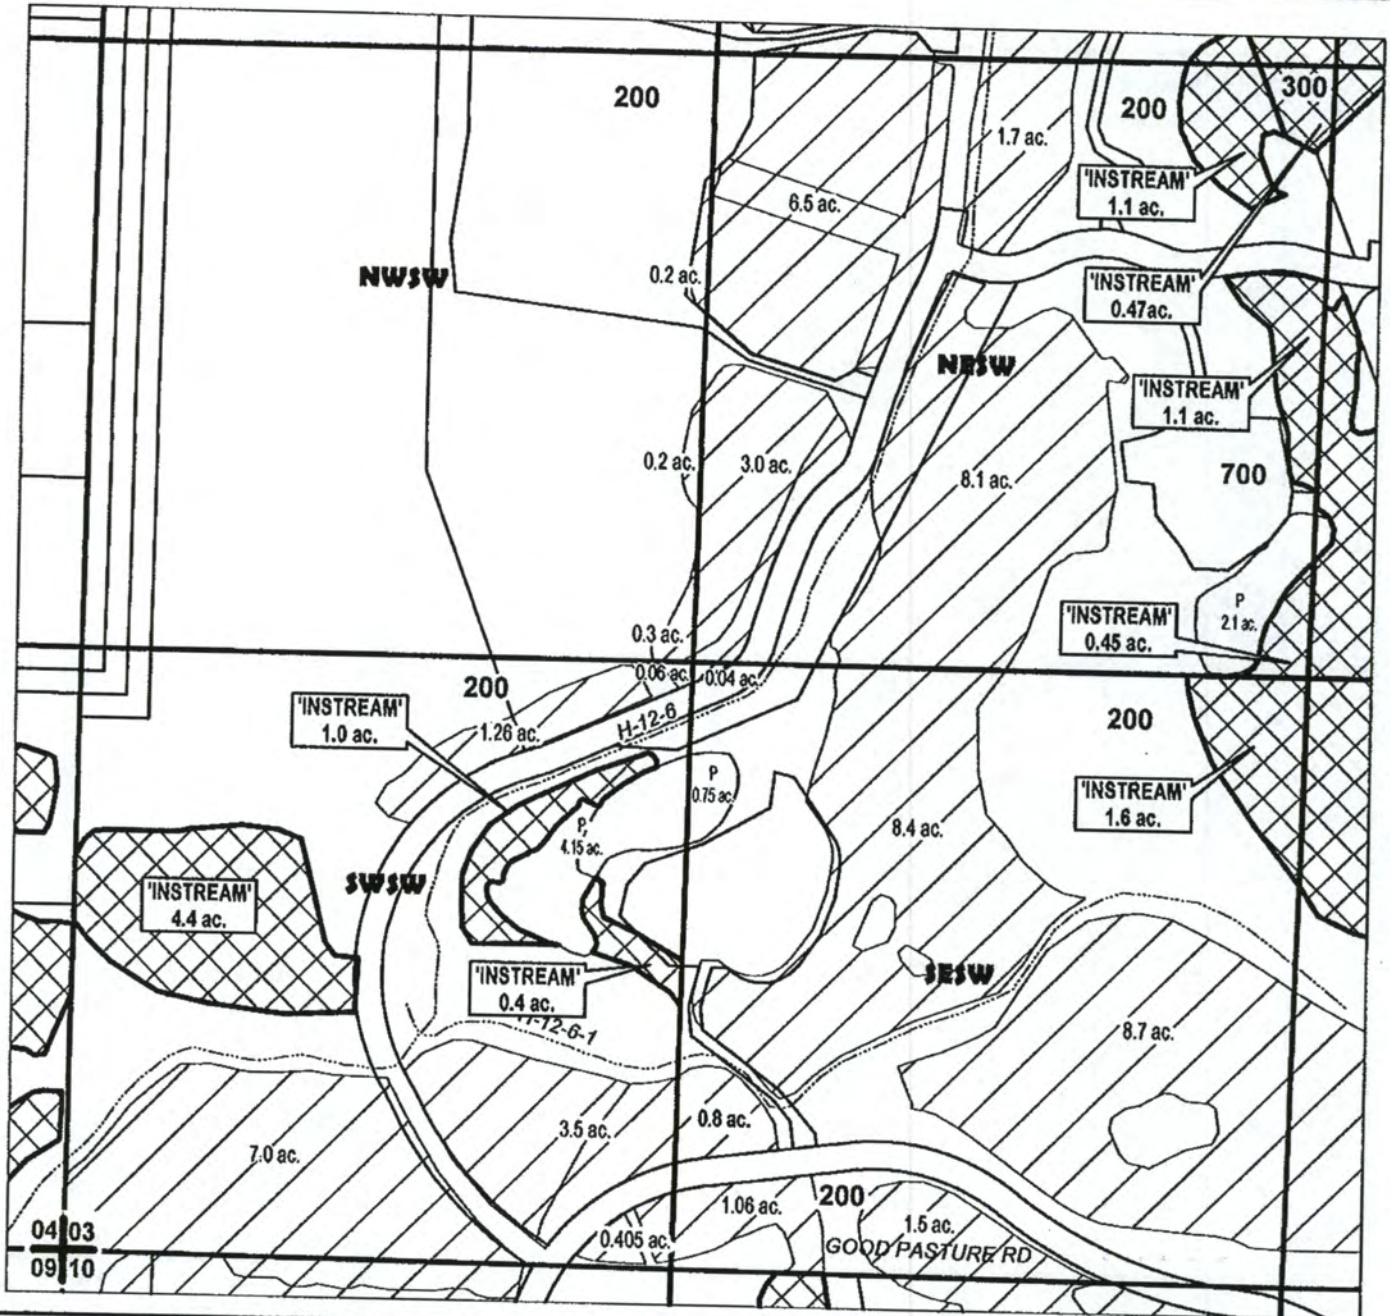 200
300
200
1.7 ac.
'INSTREAM'
1.1 ac.
6.5 ac.
0.2 ac.
NWSW
'INSTREAM'
0.47ac.
NESW
'INSTREAM'
1.1 ac.
0.2 ac.
3.0 ac.
8.1 ac.
700
P
2.1 ac.
'INSTREAM'
0.45 ac.
0.3 ac.
0.06 ac.
0.04 ac.
200
'INSTREAM'
1.0 ac.
1.26 ac.
H-12-6
200
P
0.75 ac.
'INSTREAM'
1.6 ac.
P,
4.15 ac.
8.4 ac.
SWSW
'INSTREAM'
4.4 ac.
'INSTREAM'
0.4 ac.
SESW
H-12-6-1
8.7 ac.
0.8 ac.
3.5 ac.
7.0 ac.
200
1.06 ac.
1.5 ac.
0.405 ac.
GOOD PASTURE RD
04 03
09 10